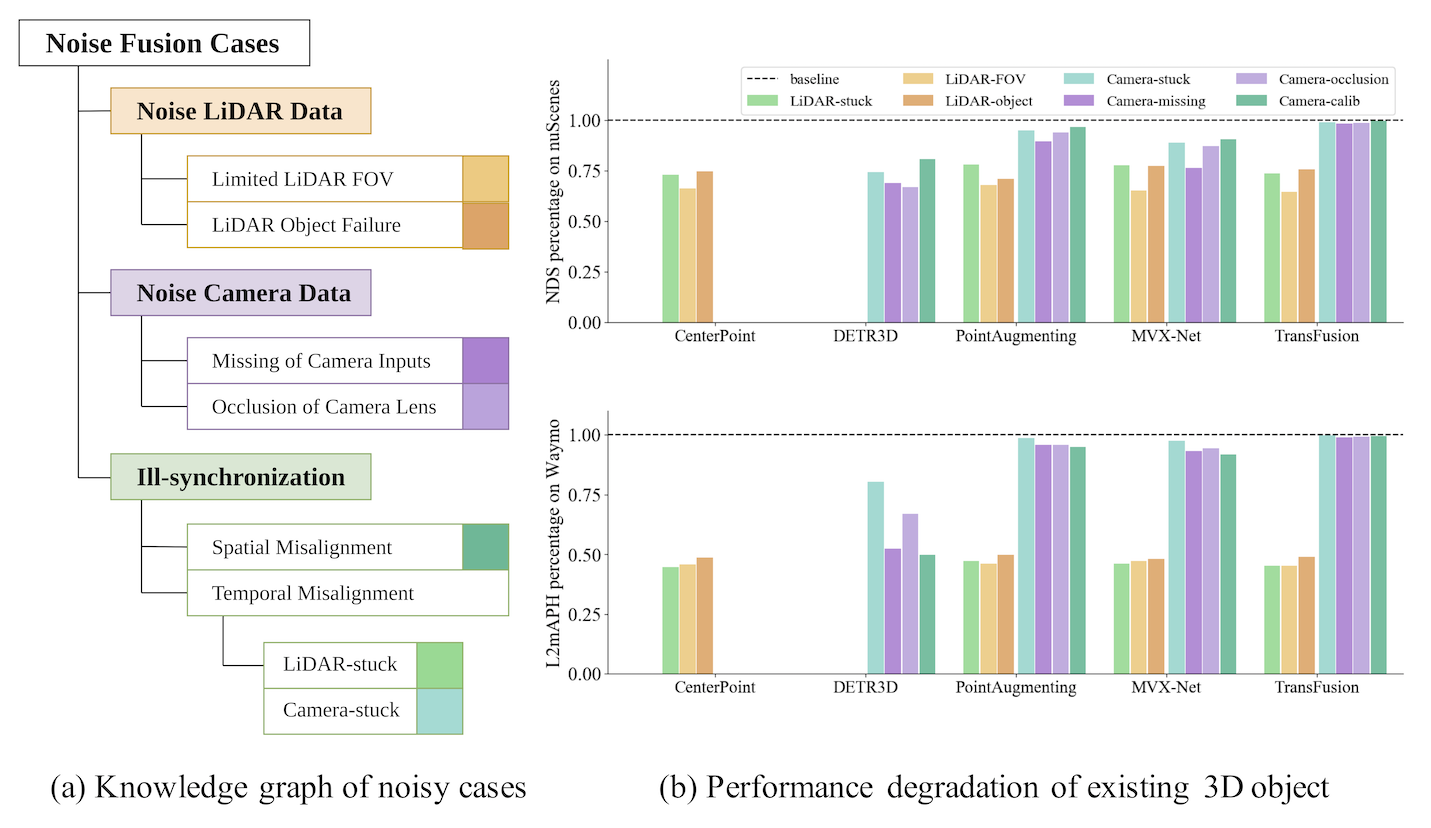 Noise Fusion Cases
Noise LiDAR Data
Limited LiDAR FOV
LiDAR Object Failure
Noise Camera Data
Missing of Camera Inputs
Occlusion of Camera Lens
Ill-synchronization
Spatial Misalignment
Temporal Misalignment
LiDAR-stuck
Camera-stuck
(a) Knowledge graph of noisy cases
NDS percentage on nuScenes
baseline
LiDAR-FOV
Camera-stuck
Camera-occlusion
LiDAR-stuck
LiDAR-object
Camera-missing
Camera-calib
1.00
0.75
0.50
0.25
0.00
CenterPoint
DETR3D
PointAugmenting
MVX-Net
TransFusion
L2mAPH percentage on Waymo
1.00
0.75
0.50
0.25
0.00
CenterPoint
DETR3D
PointAugmenting
MVX-Net
TransFusion
(b) Performance degradation of existing 3D object